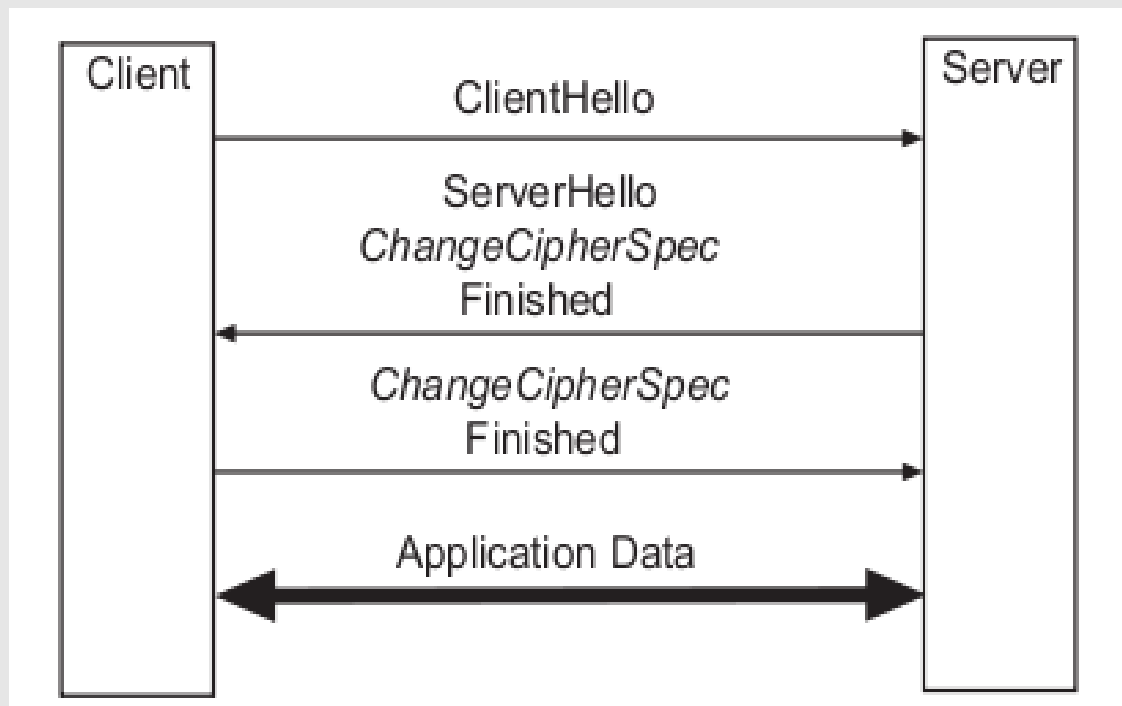 Client
Server
ClientHello
ServerHello
ChangeCipherSpec
Finished
ChangeCipherSpec
Finished
Application Data